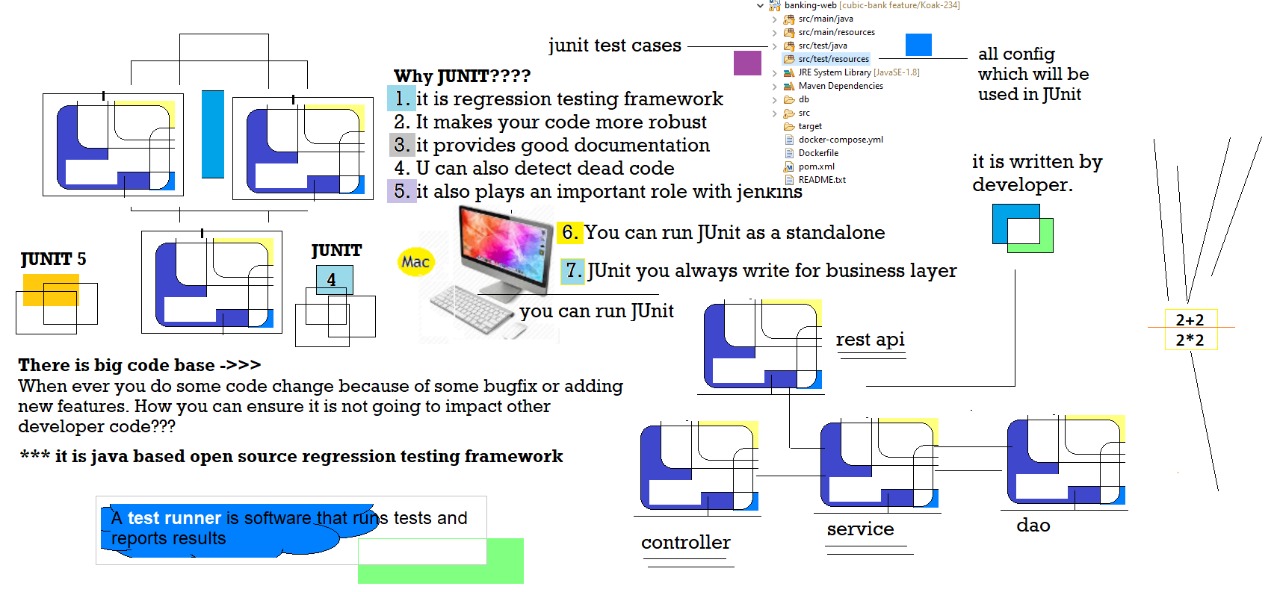 banking-web [cubic-bank feature/Koak-234]
src/main/java
src/main/resources
src/test/java
src/test/resources
JRE System Library [JavaSE-1.8]
Maven Dependencies
db
src
target
docker-compose.yml
Dockerfile
pom.xml
README.txt
junit test cases
all config
which will be
used in JUnit
Why JUNIT????
1. it is regression testing framework
2. It makes your code more robust
3. it provides good documentation
4. U can also detect dead code
5. it also plays an important role with jenkins
6. You can run JUnit as a standalone
7. JUnit you always write for business layer
it is written by
developer.
JUNIT 5
JUNIT
4
Mac
you can run JUnit
rest api
2+2
2*2
There is big code base ->>>
When ever you do some code change because of some bugfix or adding
new features. How you can ensure it is not going to impact other
developer code???
*** it is java based open source regression testing framework
A test runner is software that runs tests and
reports results
controller
service
dao